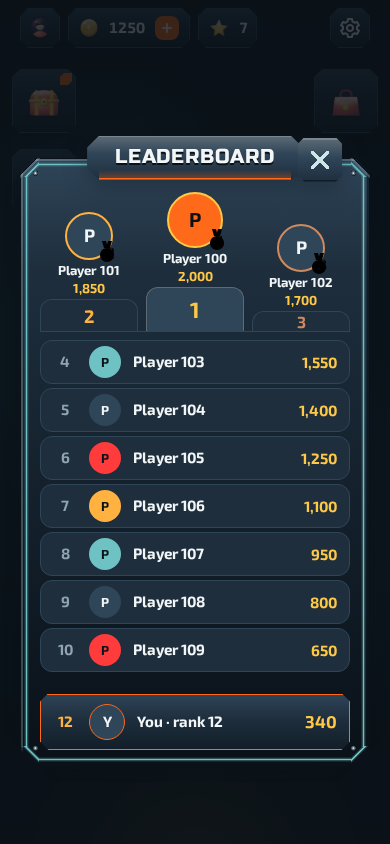 1250 + 7
LEADERBOARD
P
P
P
Player 101
1,850
Player 100
2,000
Player 102
1,700
2
1
3
4 P Player 103 1,550
5 P Player 104 1,400
6 P Player 105 1,250
7 P Player 106 1,100
8 P Player 107 950
9 P Player 108 800
10 P Player 109 650
12 Y You · rank 12 340